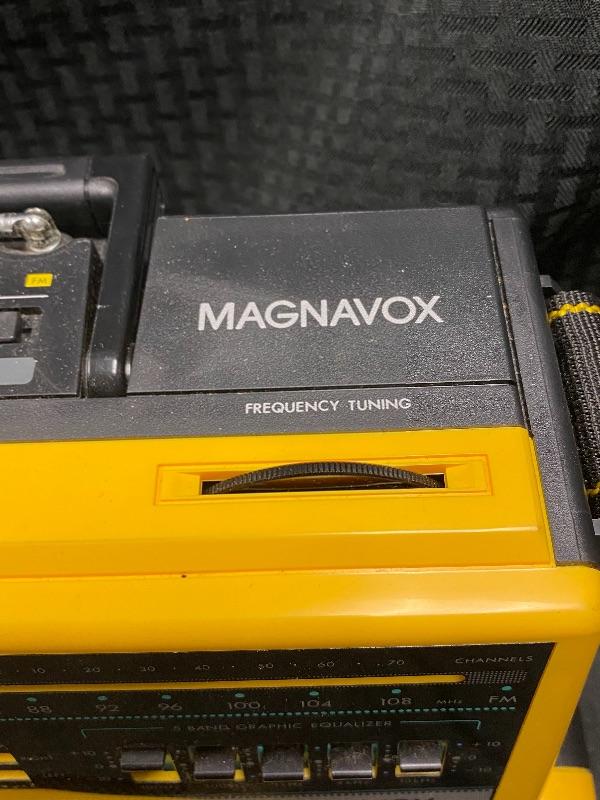 FM
MAGNAVOX
FREQUENCY TUNING
10 20 30 40 50 60 70 CHANNELS
88 92 96 100 104 108 MHz FM
5 BAND GRAPHIC EQUALIZER
+10 +10
0
-10